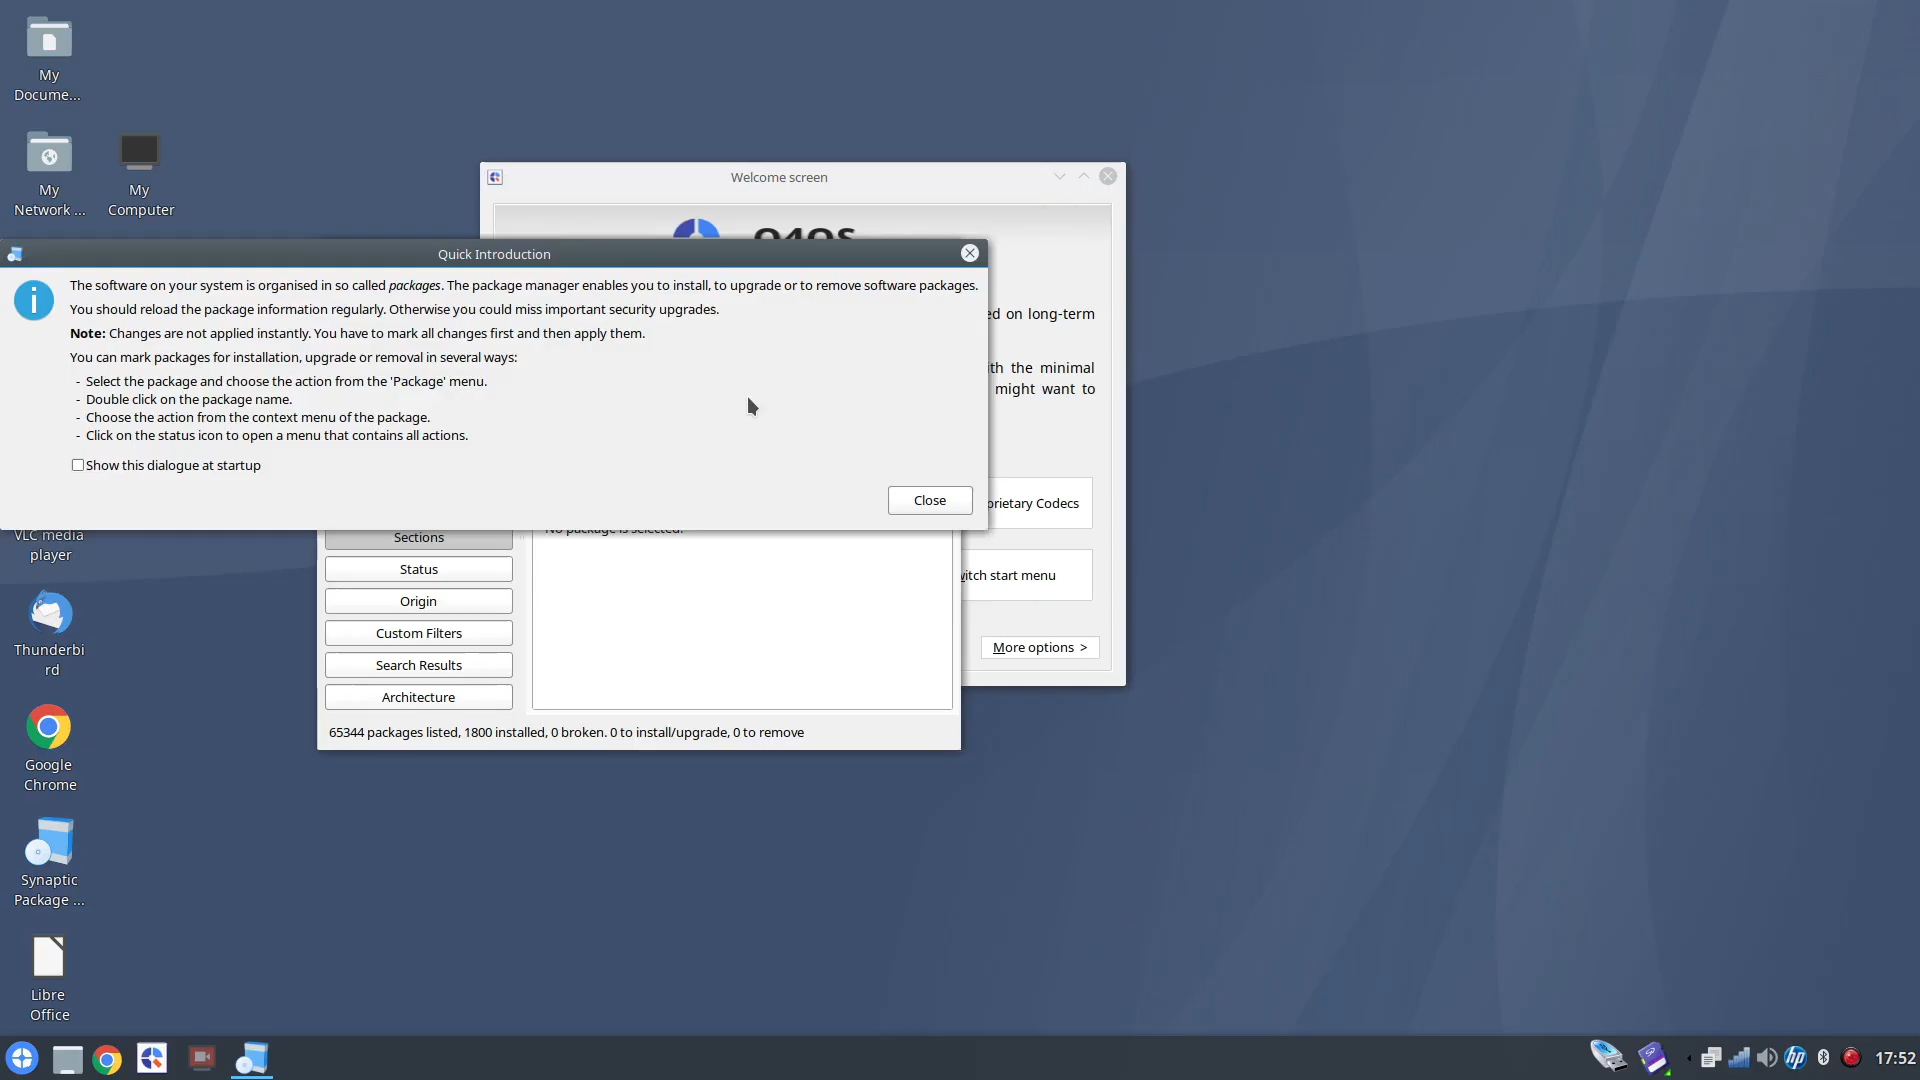 My
Docume...
My
Network ...
My
Computer
Welcome screen
Q4OS
Quick Introduction
The software on your system is organised in so called packages. The package manager enables you to install, to upgrade or to remove software packages.
You should reload the package information regularly. Otherwise you could miss important security upgrades.
Note: Changes are not applied instantly. You have to mark all changes first and then apply them.
You can mark packages for installation, upgrade or removal in several ways:
- Select the package and choose the action from the 'Package' menu.
- Double click on the package name.
- Choose the action from the context menu of the package.
- Click on the status icon to open a menu that contains all actions.
Show this dialogue at startup
Close
ed on long-term
ith the minimal
might want to
prietary Codecs
witch start menu
More options >
No package is selected.
Sections
Status
Origin
Custom Filters
Search Results
Architecture
65344 packages listed, 1800 installed, 0 broken. 0 to install/upgrade, 0 to remove
VLC media
player
Thunderbi
rd
Google
Chrome
Synaptic
Package ...
Libre
Office
hp
17:52